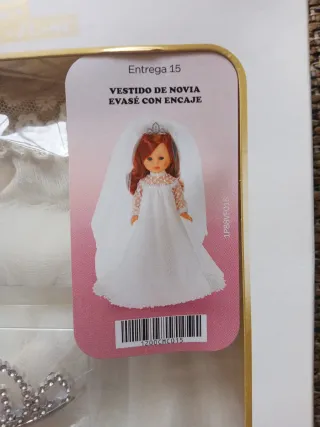 Entrega 15
VESTIDO DE NOVIA
EVASÉ CON ENCAJE